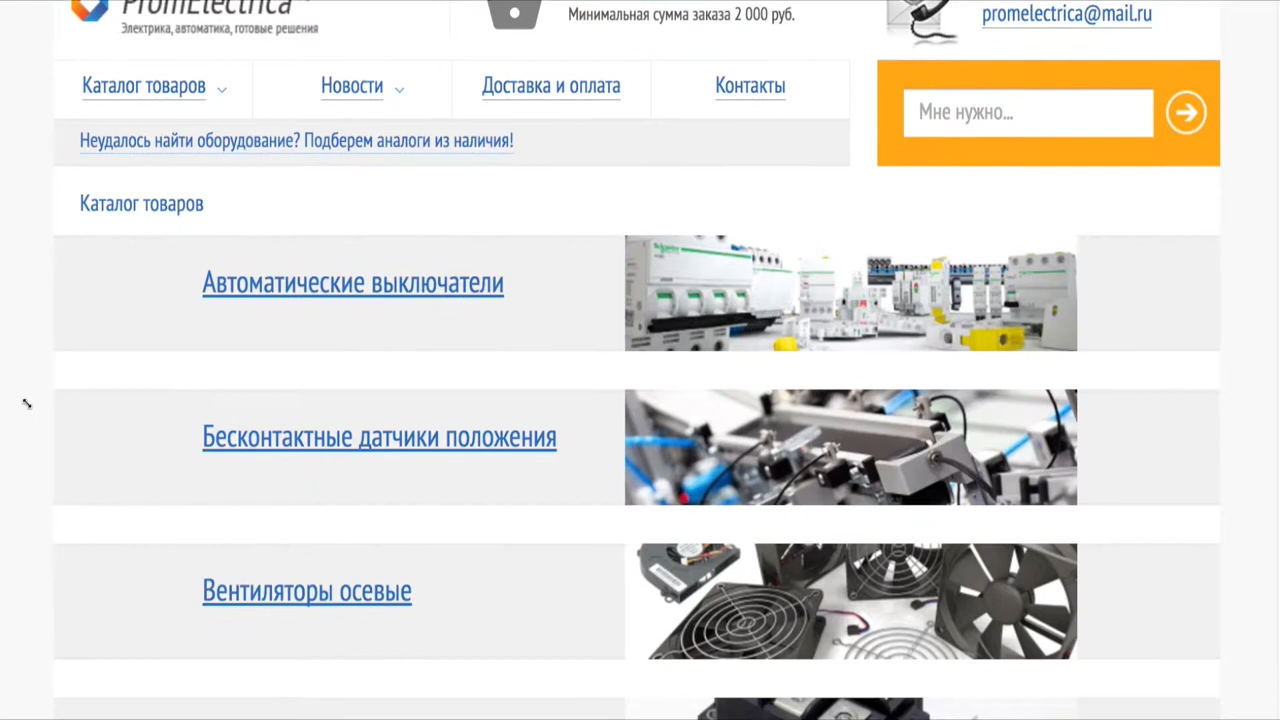 PromElectrica
Электрика, автоматика, готовые решения
Минимальная сумма заказа 2 000 руб.
promelectrica@mail.ru
Каталог товаров
Новости
Доставка и оплата
Контакты
Мне нужно...
Неудалось найти оборудование? Подберем аналоги из наличия!
Каталог товаров
Автоматические выключатели
Бесконтактные датчики положения
Вентиляторы осевые